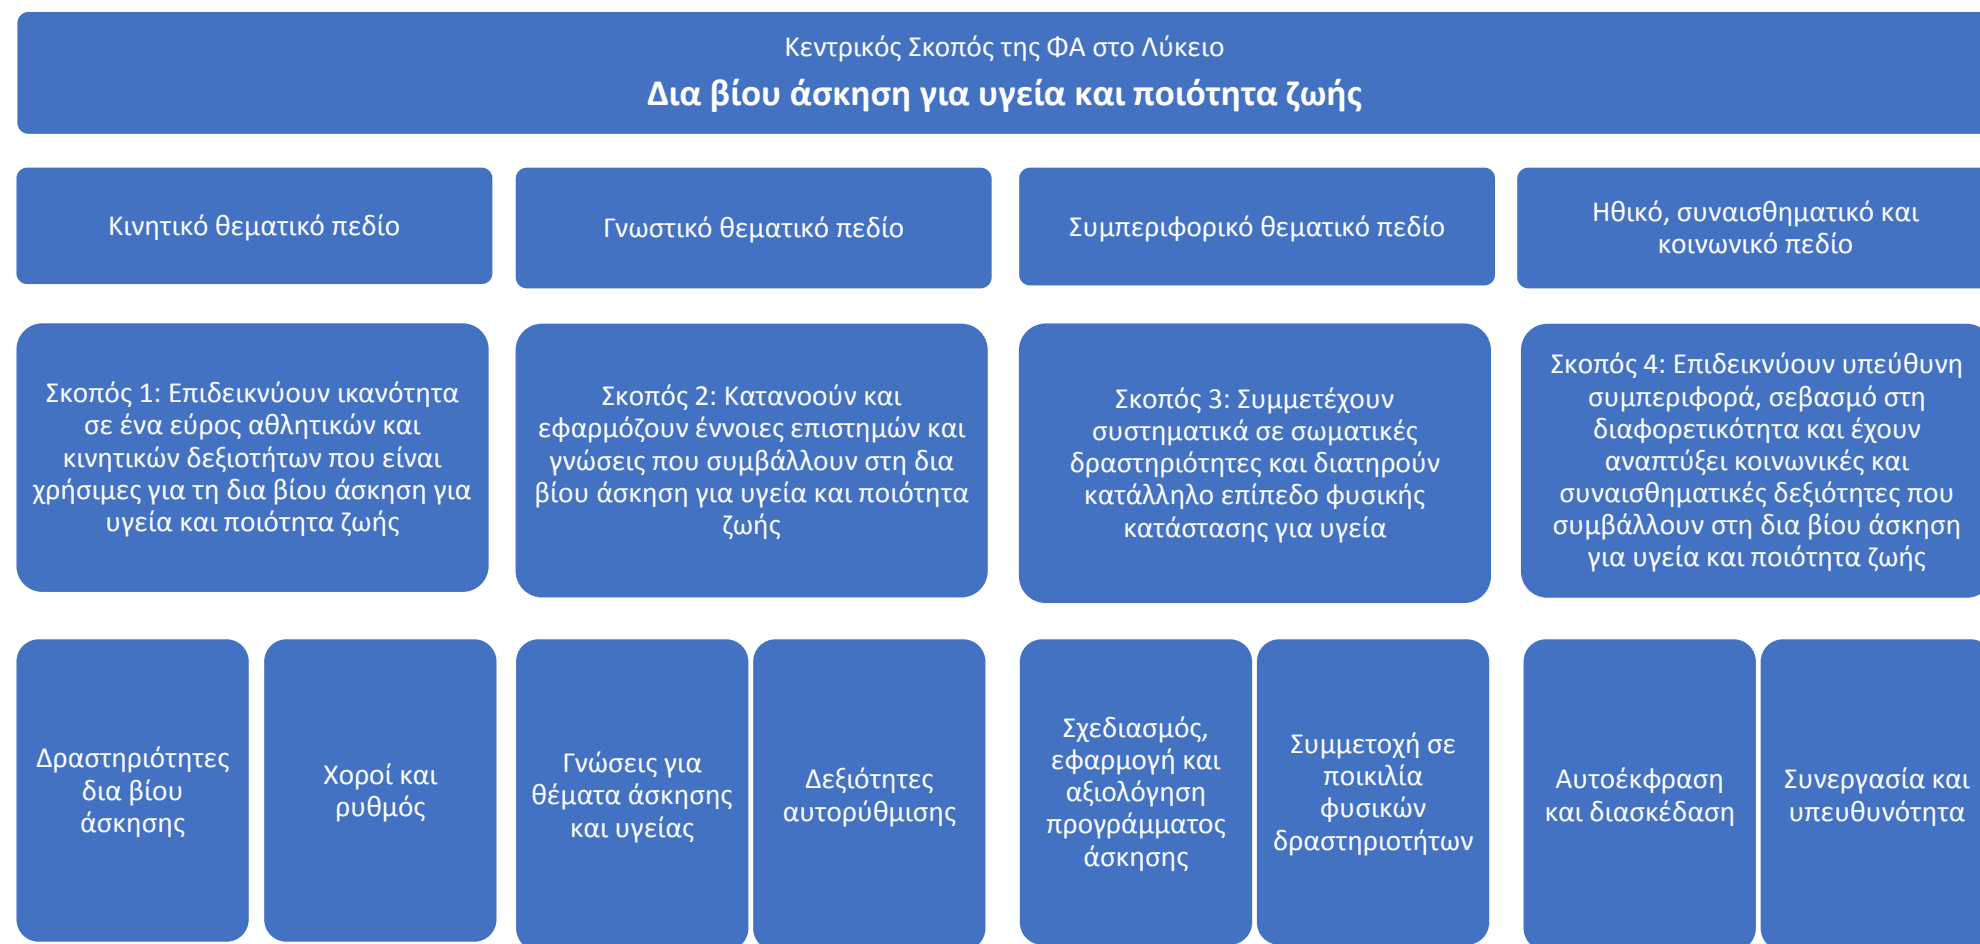 Κεντρικός Σκοπός της ΦΑ στο Λύκειο
Δια βίου άσκηση για υγεία και ποιότητα ζωής
Κινητικό θεματικό πεδίο
Γνωστικό θεματικό πεδίο
Συμπεριφορικό θεματικό πεδίο
Ηθικό, συναισθηματικό και
κοινωνικό πεδίο
Σκοπός 1: Επιδεικνύουν ικανότητα
σε ένα εύρος αθλητικών και
κινητικών δεξιοτήτων που είναι
χρήσιμες για τη δια βίου άσκηση για
υγεία και ποιότητα ζωής
Σκοπός 2: Κατανοούν και
εφαρμόζουν έννοιες επιστημών και
γνώσεις που συμβάλλουν στη δια
βίου άσκηση για υγεία και ποιότητα
ζωής
Σκοπός 3: Συμμετέχουν
συστηματικά σε σωματικές
δραστηριότητες και διατηρούν
κατάλληλο επίπεδο φυσικής
κατάστασης για υγεία
Σκοπός 4: Επιδεικνύουν υπεύθυνη
συμπεριφορά, σεβασμό στη
διαφορετικότητα και έχουν
αναπτύξει κοινωνικές και
συναισθηματικές δεξιότητες που
συμβάλλουν στη δια βίου άσκηση
για υγεία και ποιότητα ζωής
Δραστηριότητες
δια βίου
άσκησης
Χοροί και
ρυθμός
Γνώσεις για
θέματα άσκησης
και υγείας
Δεξιότητες
αυτορύθμισης
Σχεδιασμός,
εφαρμογή και
αξιολόγηση
προγράμματος
άσκησης
Συμμετοχή σε
ποικιλία
φυσικών
δραστηριοτήτων
Αυτοέκφραση
και διασκέδαση
Συνεργασία και
υπευθυνότητα